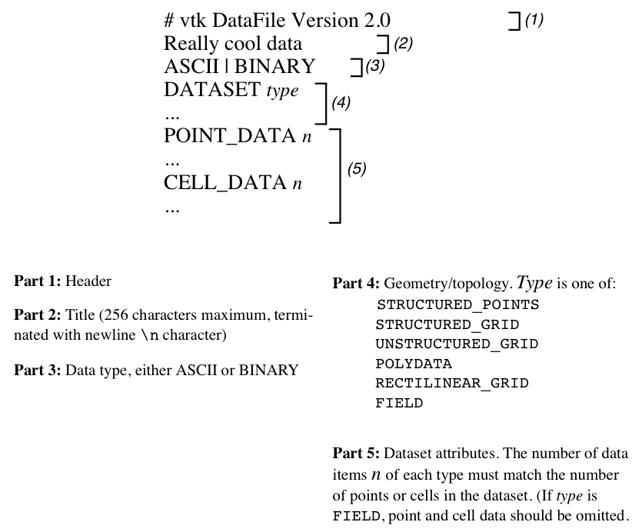 # vtk DataFile Version 2.0 (1)
Really cool data (2)
ASCII | BINARY (3)
DATASET type (4)
...
POINT_DATA n
... (5)
CELL_DATA n
...
Part 1: Header
Part 2: Title (256 characters maximum, termi-
nated with newline \n character)
Part 3: Data type, either ASCII or BINARY
Part 4: Geometry/topology. Type is one of:
STRUCTURED_POINTS
STRUCTURED_GRID
UNSTRUCTURED_GRID
POLYDATA
RECTILINEAR_GRID
FIELD
Part 5: Dataset attributes. The number of data
items n of each type must match the number
of points or cells in the dataset. (If type is
FIELD, point and cell data should be omitted.